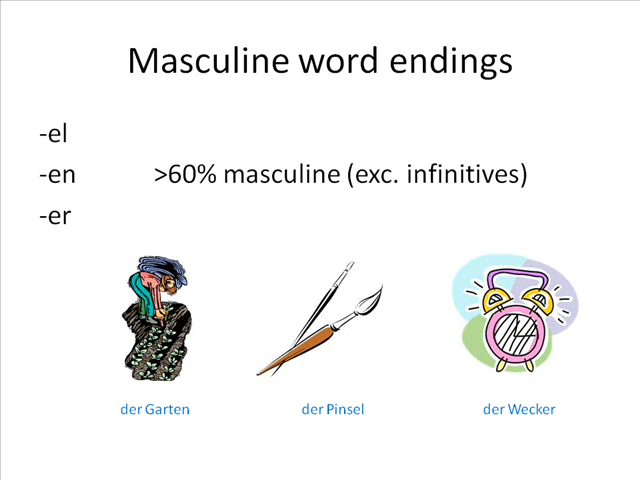 Masculine word endings
-el
-en >60% masculine (exc. infinitives)
-er
der Garten der Pinsel der Wecker